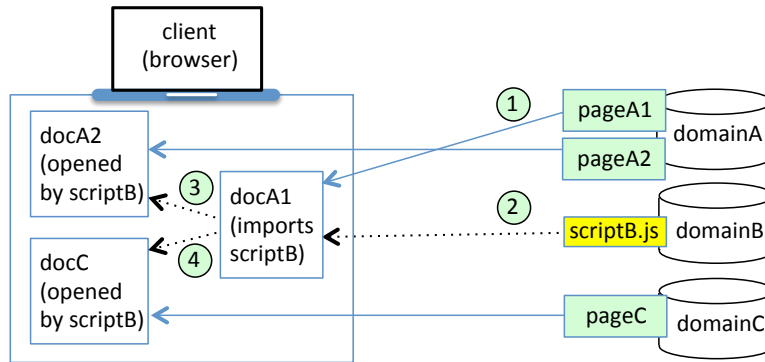 client
(browser)
1
pageA1
domainA
docA2
(opened
by scriptB)
pageA2
3
docA1
(imports
scriptB)
2
scriptB.js
domainB
4
docC
(opened
by scriptB)
pageC
domainC